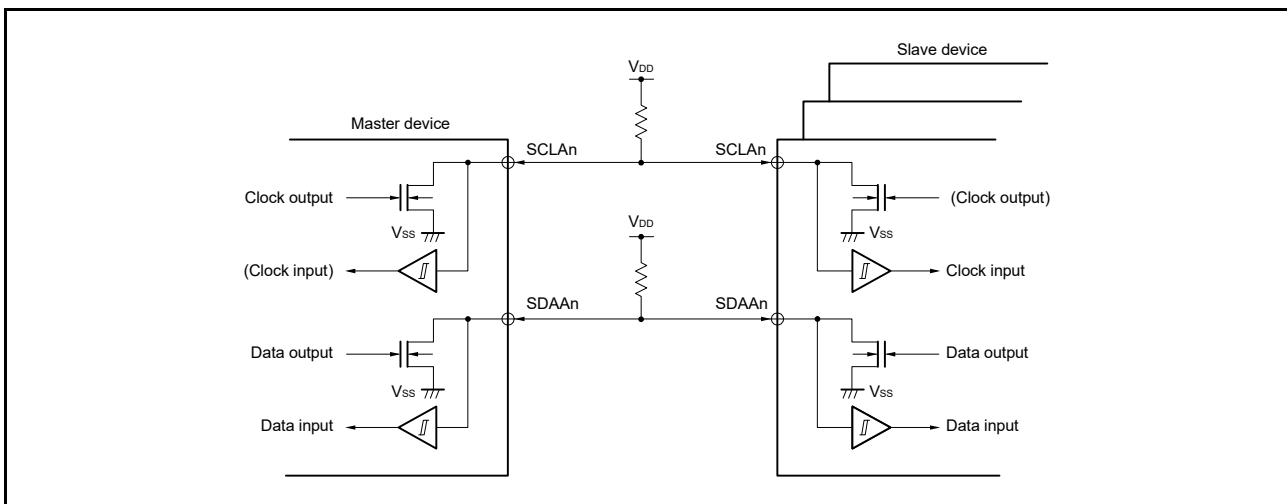 Slave device
VDD
Master device
SCLAn
SCLAn
Clock output
(Clock output)
VSS
VSS
VDD
(Clock input)
Clock input
SDAAn
SDAAn
Data output
Data output
VSS
VSS
Data input
Data input